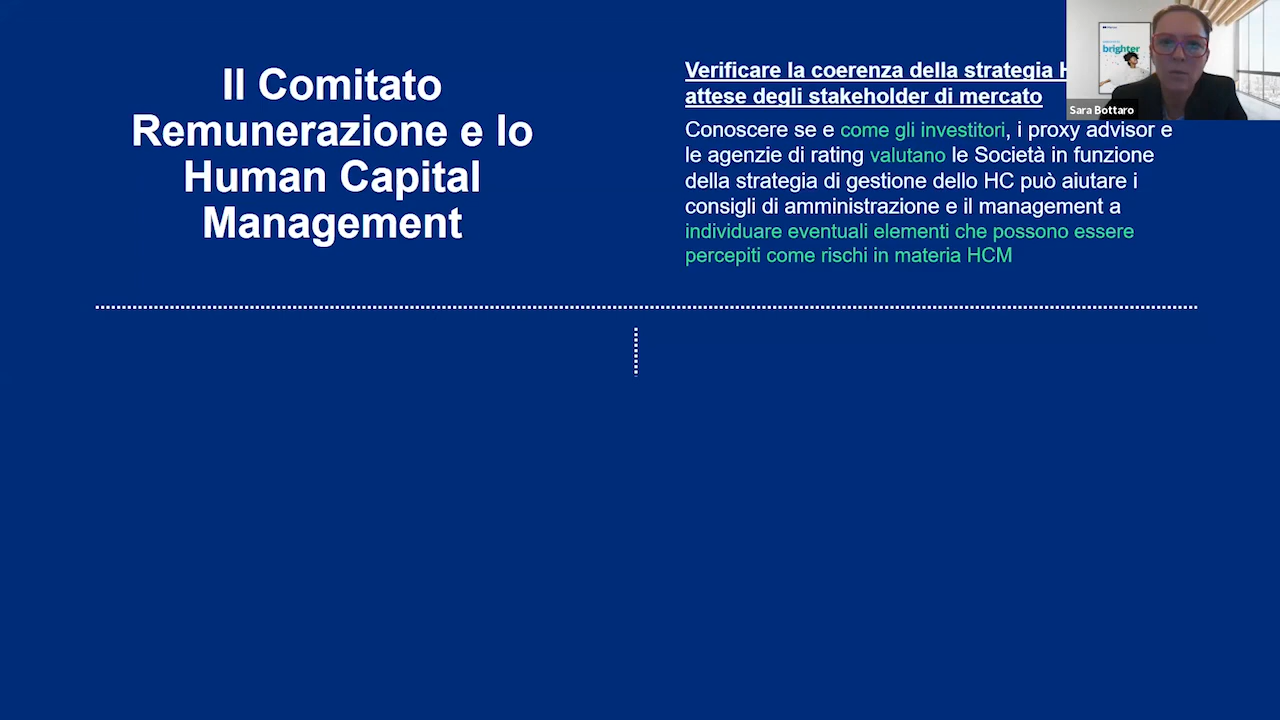 Il Comitato
Remunerazione e lo
Human Capital
Management
Verificare la coerenza della strategia
attese degli stakeholder di mercato
Conoscere se e come gli investitori, i proxy advisor e
le agenzie di rating valutano le Società in funzione
della strategia di gestione dello HC può aiutare i
consigli di amministrazione e il management a
individuare eventuali elementi che possono essere
percepiti come rischi in materia HCM
brighter
Sara Bottaro